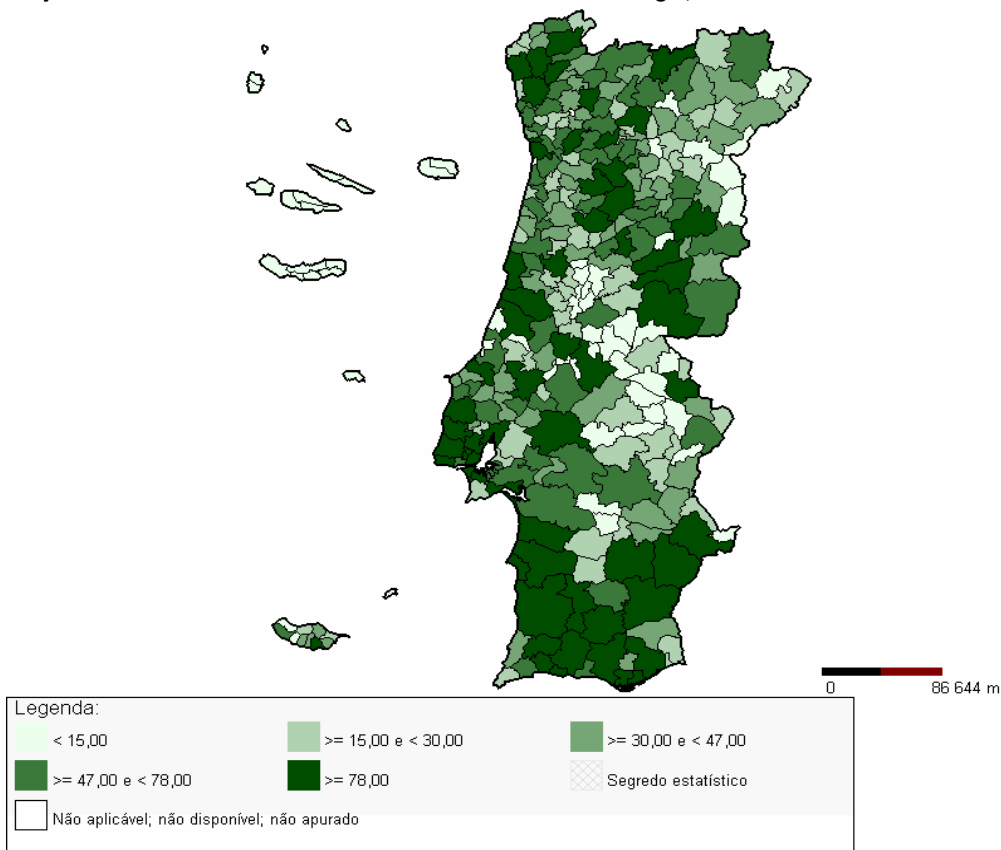 0 86 644 m
Legenda:
< 15,00 >= 15,00 e < 30,00 >= 30,00 e < 47,00
>= 47,00 e < 78,00 >= 78,00 Segredo estatístico
Não aplicável; não disponível; não apurado